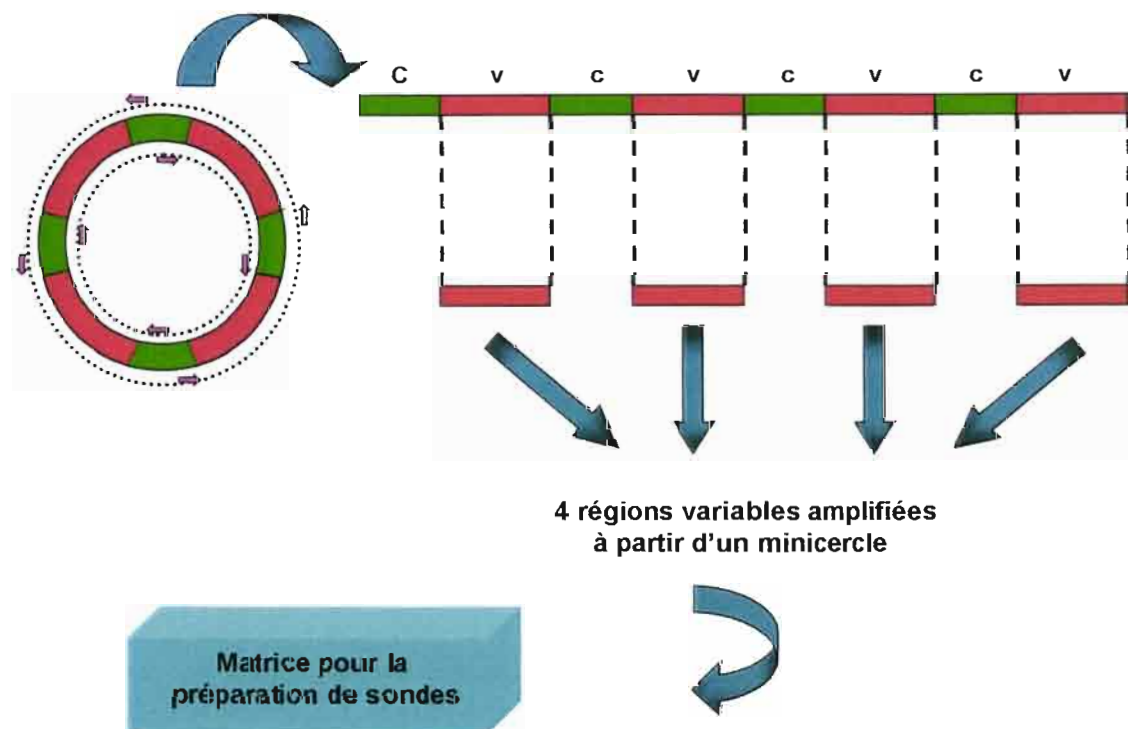 C v c v c v c v
4 régions variables amplifiées
à partir d'un minicercle
Matrice pour la
préparation de sondes